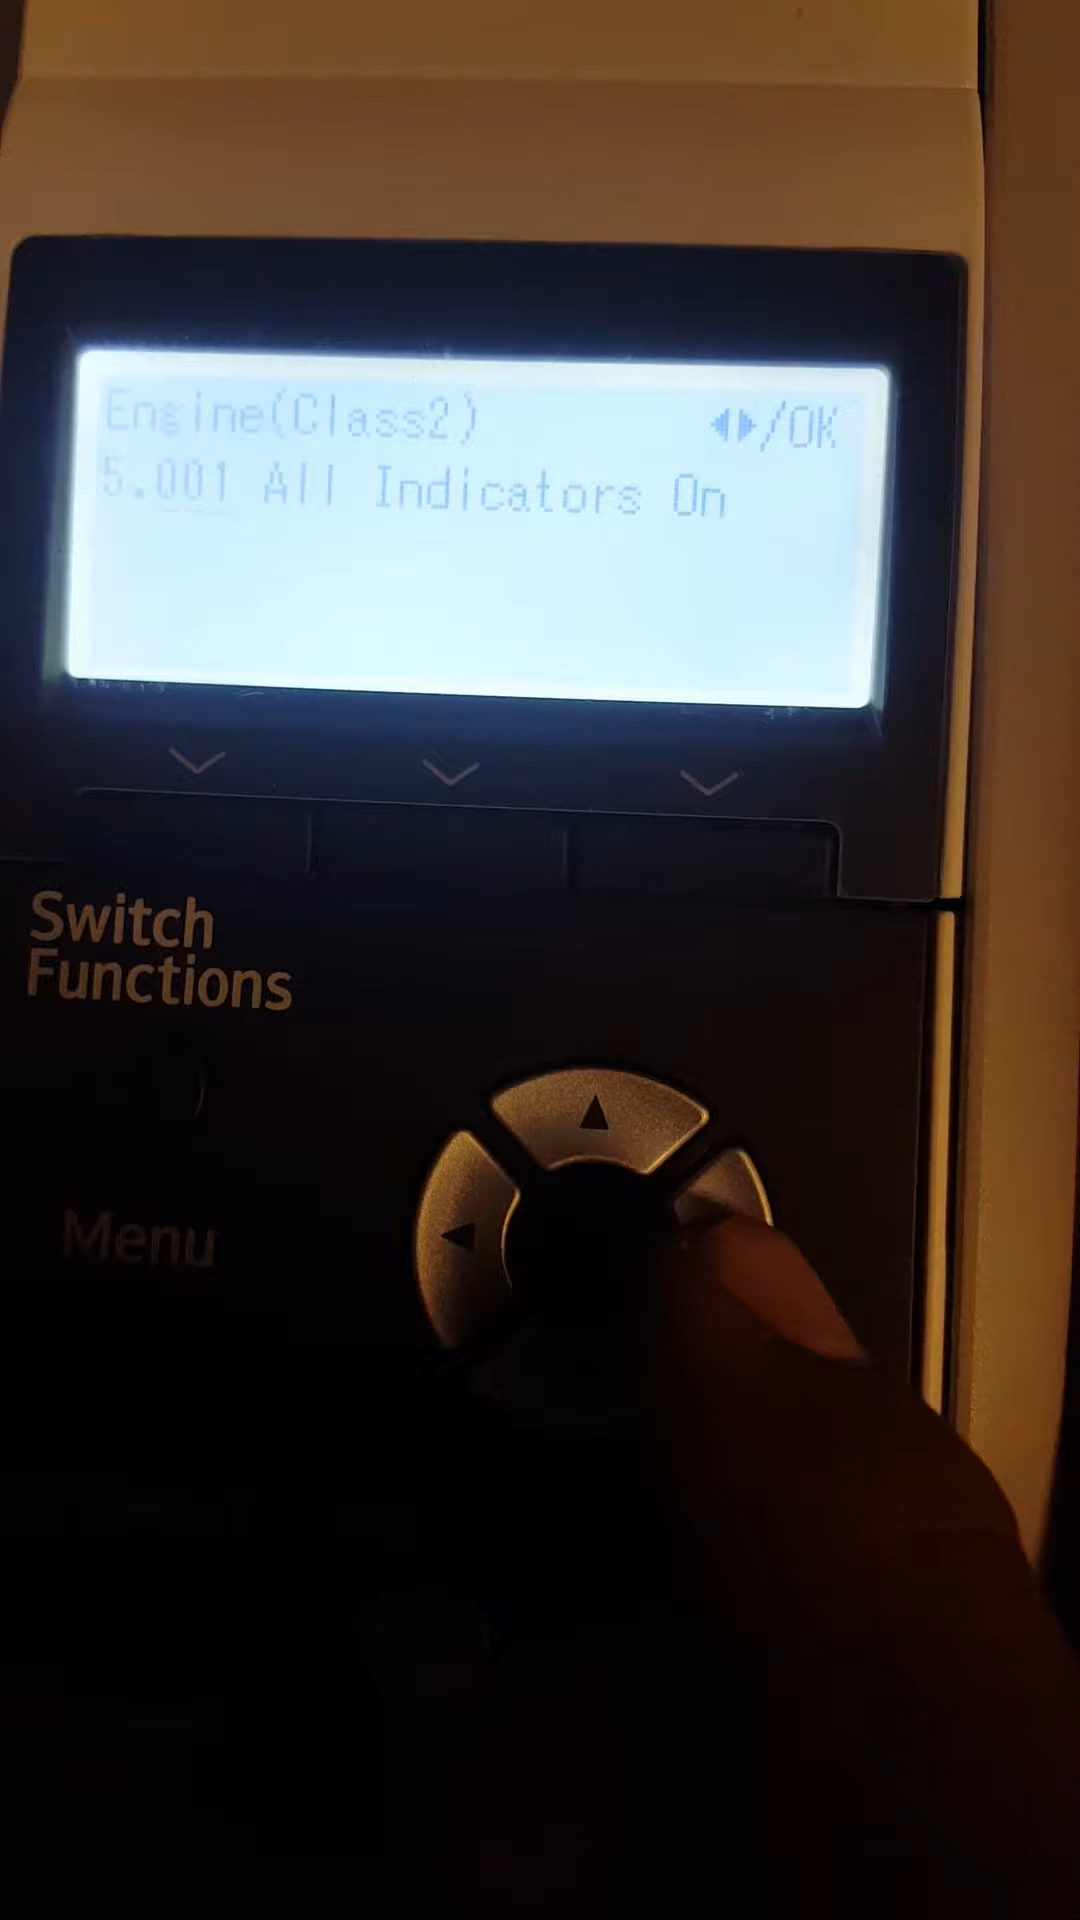 Engine(Class2) ◀▶/OK
5.001 All Indicators On
Switch
Functions
Menu